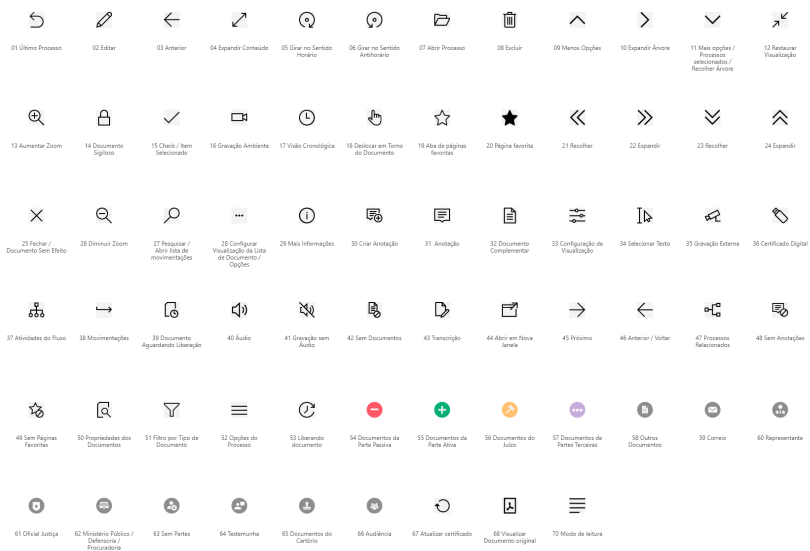 01 Último Processo
02 Editar
03 Anterior
04 Expandir Conteúdo
05 Girar no Sentido
Horário
06 Girar no Sentido
Antihorário
07 Abrir Processo
08 Excluir
09 Menos Opções
10 Expandir Árvore
11 Mais opções /
Processos
selecionados /
Recolher Árvore
12 Restaurar
Visualização
13 Aumentar Zoom
14 Documento
Sigiloso
15 Check / Item
Selecionado
16 Gravação Ambiente
17 Visão Cronológica
18 Deslocar em Torno
do Documento
19 Aba de páginas
favoritas
20 Página favorita
21 Recolher
22 Expandir
23 Recolher
24 Expandir
25 Fechar /
Documento Sem Efeito
26 Diminuir Zoom
27 Pesquisar /
Abrir lista de
movimentações
28 Configurar
Visualização da Lista
de Documento /
Opções
29 Mais Informações
30 Criar Anotação
31 Anotação
32 Documento
Complementar
33 Configuração de
Visualização
34 Selecionar Texto
35 Gravação Externa
36 Certificado Digital
37 Atividades do Fluxo
38 Movimentações
39 Documento
Aguardando Liberação
40 Áudio
41 Gravação sem
Áudio
42 Sem Documentos
43 Transcrição
44 Abrir em Nova
Janela
45 Próximo
46 Anterior / Voltar
47 Processos
Relacionados
48 Sem Anotações
49 Sem Páginas
Favoritas
50 Propriedades dos
Documentos
51 Filtro por Tipo de
Documento
52 Opções do
Processo
53 Liberando
documento
54 Documentos da
Parte Passiva
55 Documentos da
Parte Ativa
56 Documentos do
Juízo
57 Documentos de
Partes Terceiras
58 Outros
Documentos
59 Correio
60 Representante
61 Oficial Justiça
62 Ministério Público /
Defensoria /
Procuradoria
63 Sem Partes
64 Testemunha
65 Documentos do
Cartório
66 Audiência
67 Atualizar certificado
68 Visualizar
Documento original
70 Modo de leitura